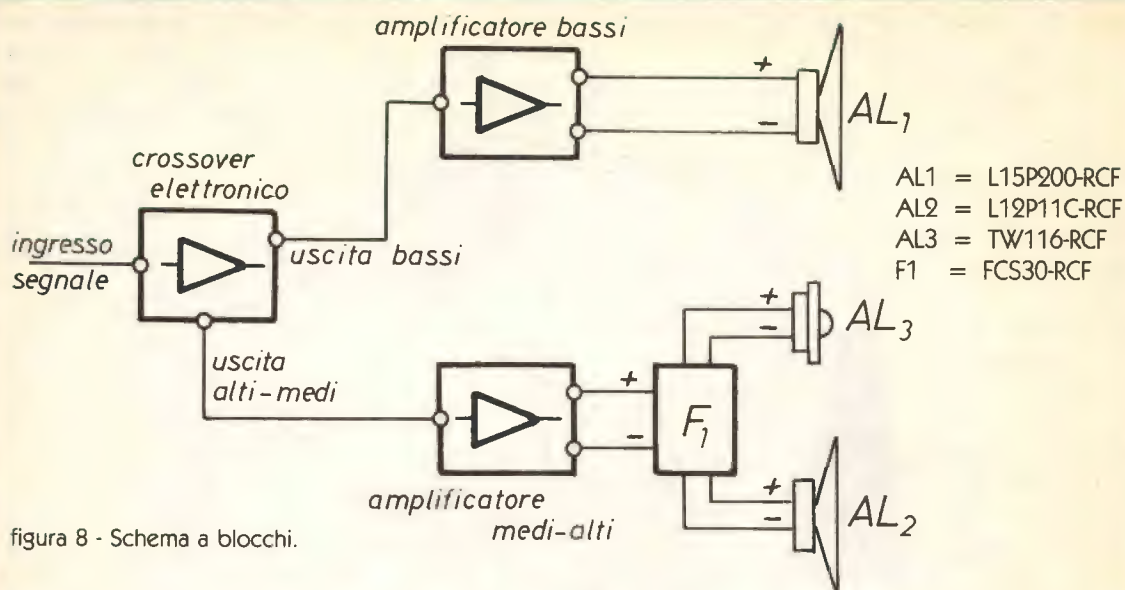 amplificatore bassi
+
−
AL1
crossover
elettronico
ingresso
segnale
uscita bassi
AL1 = L15P200-RCF
AL2 = L12P11C-RCF
AL3 = TW116-RCF
F1 = FCS30-RCF
uscita
alti-medi
+
−
AL3
+
−
F1
amplificatore
medi-alti
+
−
AL2
figura 8 - Schema a blocchi.